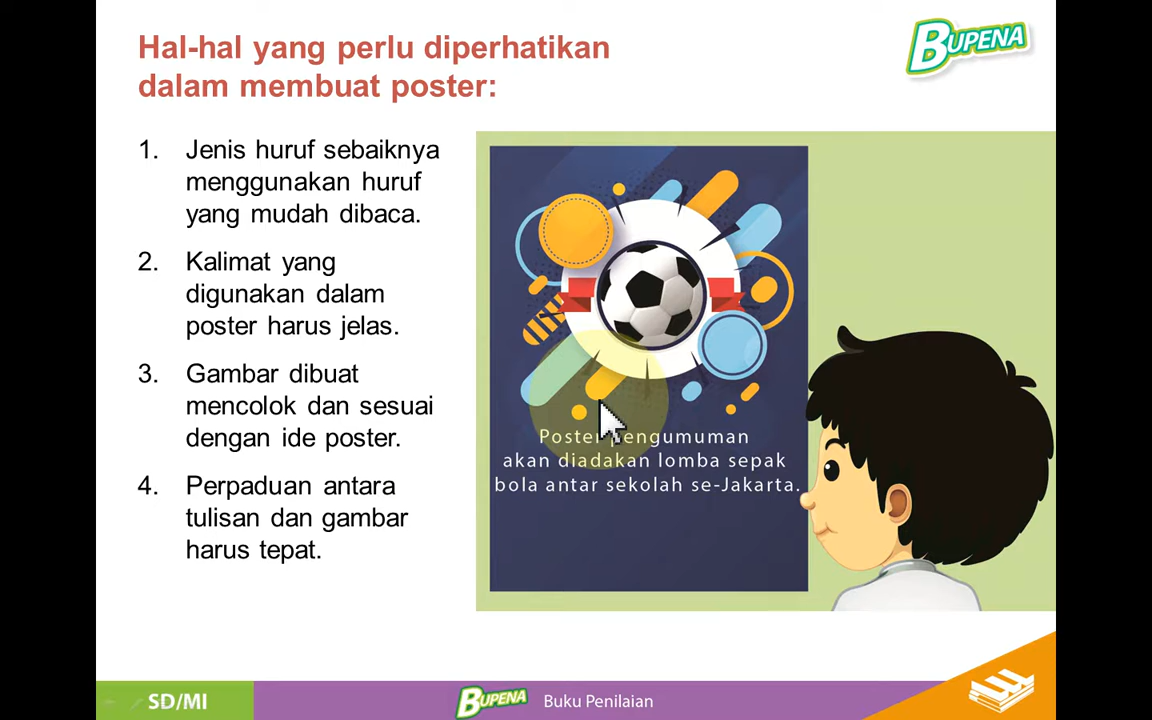 Hal-hal yang perlu diperhatikan
dalam membuat poster:
BUPENA
1. Jenis huruf sebaiknya
menggunakan huruf
yang mudah dibaca.
2. Kalimat yang
digunakan dalam
poster harus jelas.
3. Gambar dibuat
mencolok dan sesuai
dengan ide poster.
4. Perpaduan antara
tulisan dan gambar
harus tepat.
Poster pengumuman
akan diadakan lomba sepak
bola antar sekolah se-Jakarta.
SD/MI
BUPENA
Buku Penilaian